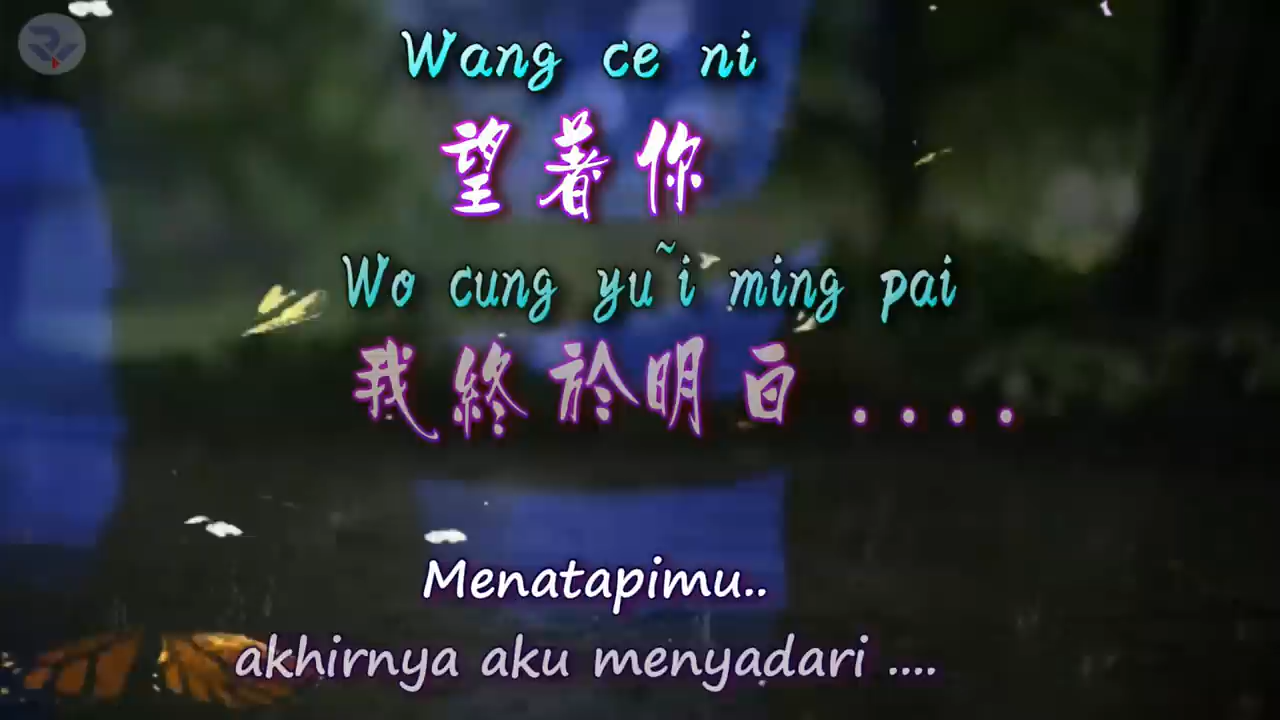 Wang ce ni
望著你
Wo cung yu~i ming pai
我終於明白 ....
Menatapimu..
akhirnya aku menyadari ....